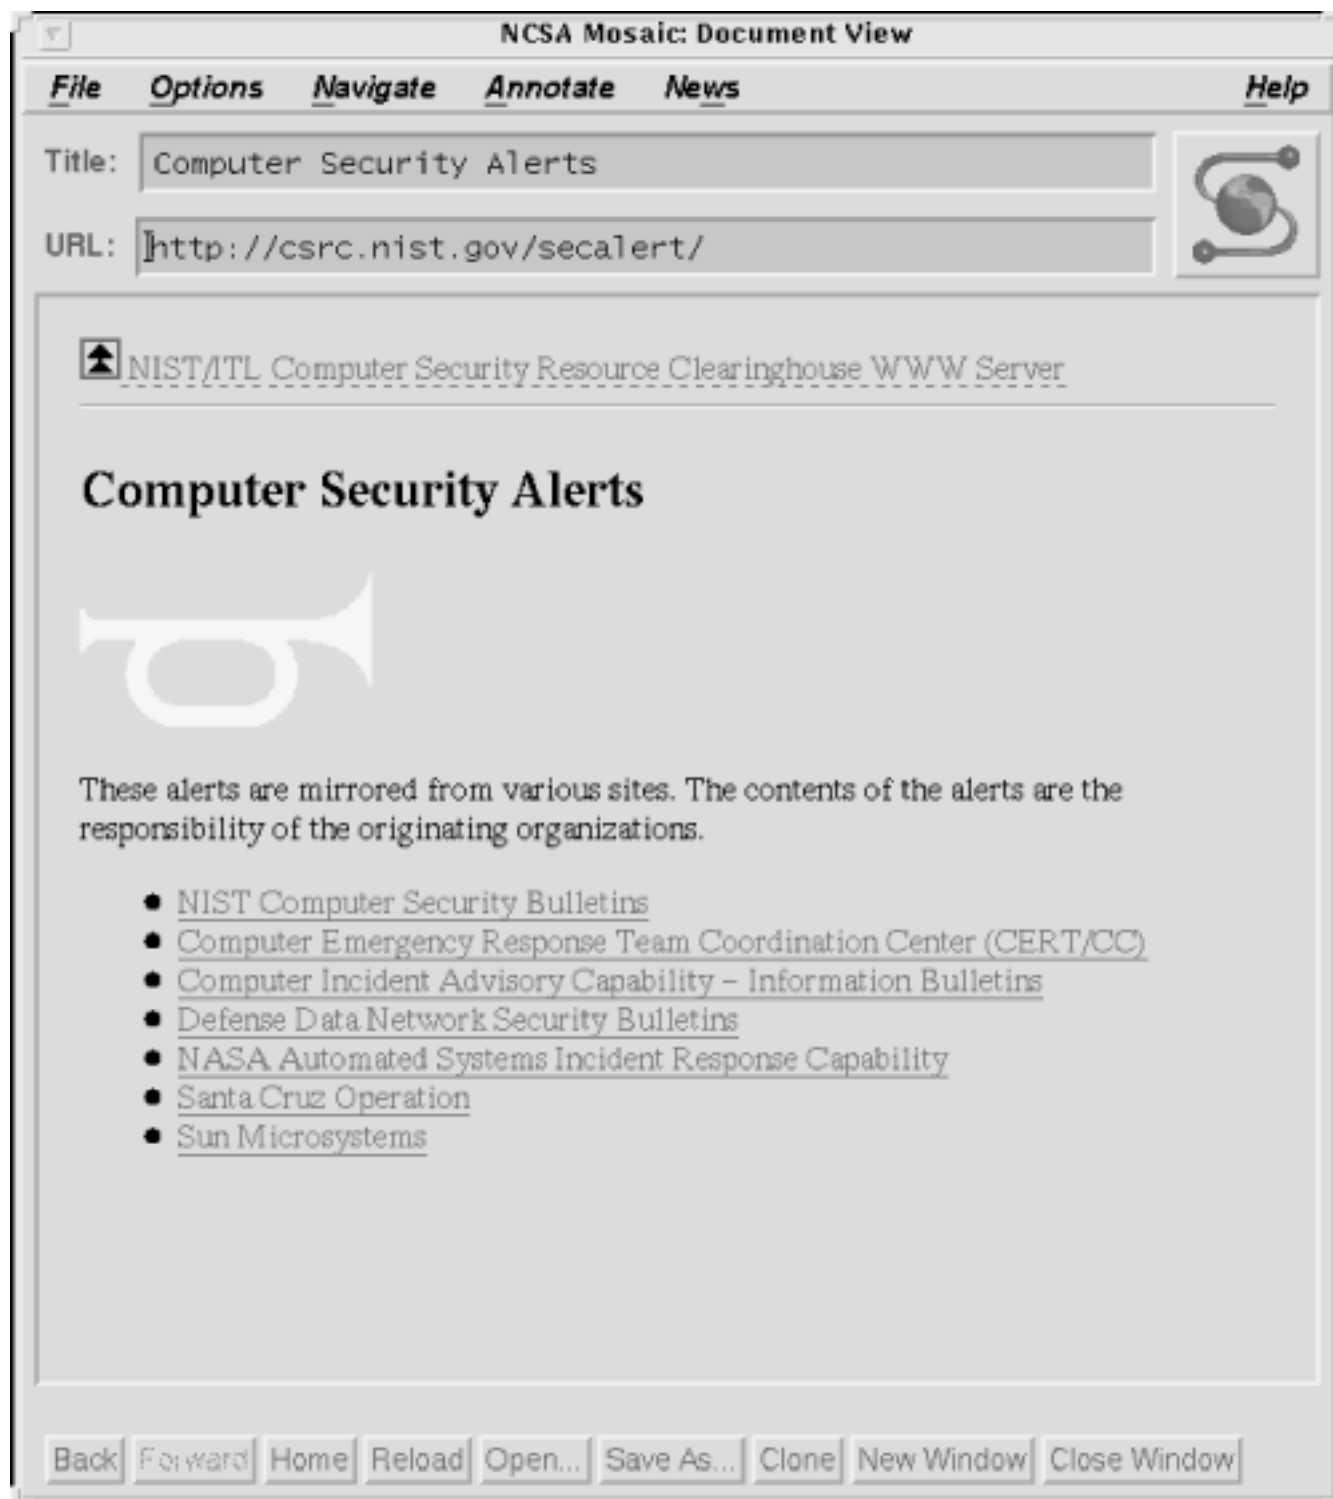 NCSA Mosaic: Document View
File Options Navigate Annotate News Help
Title: Computer Security Alerts
URL: http://csrc.nist.gov/secalert/
NIST/ITL Computer Security Resource Clearinghouse WWW Server
Computer Security Alerts
These alerts are mirrored from various sites. The contents of the alerts are the
responsibility of the originating organizations.
NIST Computer Security Bulletins
Computer Emergency Response Team Coordination Center (CERT/CC)
Computer Incident Advisory Capability – Information Bulletins
Defense Data Network Security Bulletins
NASA Automated Systems Incident Response Capability
Santa Cruz Operation
Sun Microsystems
Back Forward Home Reload Open... Save As... Clone New Window Close Window